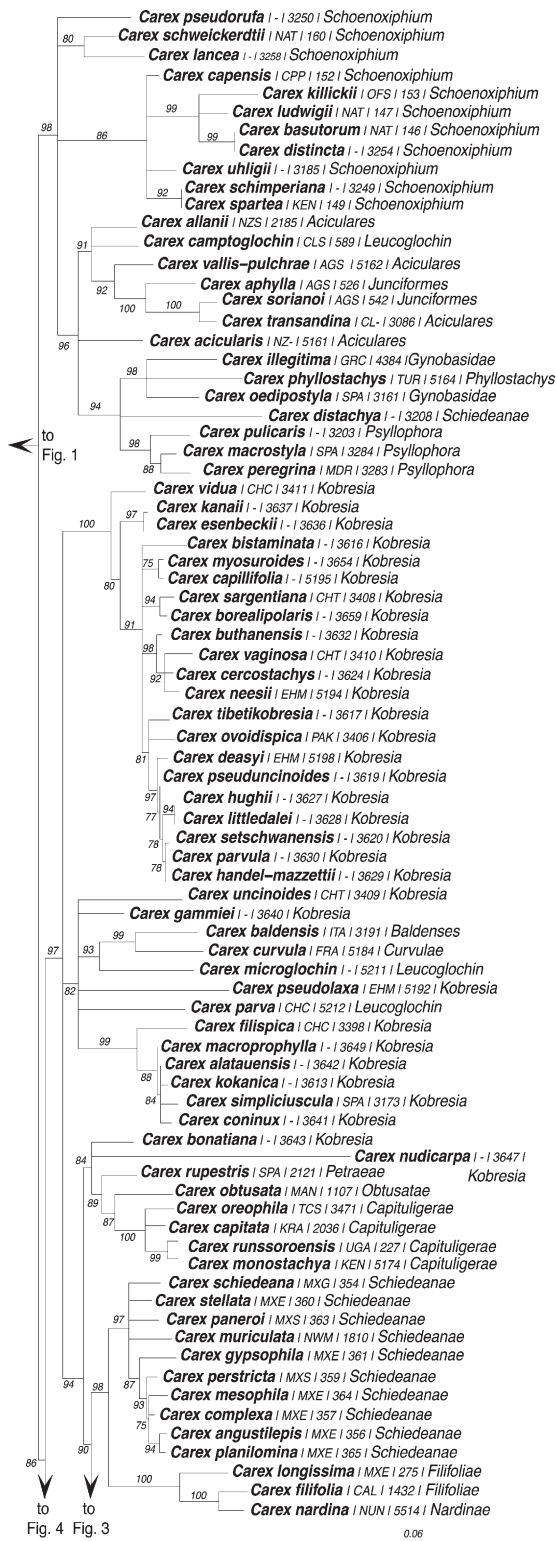 Carex pseudorufa | - | 3250 | Schoenoxiphium
Carex schweickerdtii | NAT | 160 | Schoenoxiphium
80
Carex lancea | - | 3258 | Schoenoxiphium
Carex capensis | CPP | 152 | Schoenoxiphium
Carex killickii | OFS | 153 | Schoenoxiphium
99
Carex ludwigii | NAT | 147 | Schoenoxiphium
98
86
99
Carex basutorum | NAT | 146 | Schoenoxiphium
Carex distincta | - | 3254 | Schoenoxiphium
Carex uhligii | - | 3185 | Schoenoxiphium
92
Carex schimperiana | - | 3249 | Schoenoxiphium
Carex spartea | KEN | 149 | Schoenoxiphium
Carex allanii | NZS | 2185 | Aciculares
91
Carex camptoglochin | CLS | 589 | Leucoglochin
Carex vallis–pulchrae | AGS | 5162 | Aciculares
92
Carex aphylla | AGS | 526 | Junciformes
100
100
Carex sorianoi | AGS | 542 | Junciformes
Carex transandina | CL- | 3086 | Aciculares
96
Carex acicularis | NZ- | 5161 | Aciculares
Carex illegitima | GRC | 4384 | Gynobasidae
98
Carex phyllostachys | TUR | 5164 | Phyllostachys
Carex oedipostyla | SPA | 3161 | Gynobasidae
94
Carex distachya | - | 3208 | Schiedeanae
Carex pulicaris | - | 3203 | Psyllophora
98
Carex macrostyla | SPA | 3284 | Psyllophora
88
Carex peregrina | MDR | 3283 | Psyllophora
to
Fig. 1
Carex vidua | CHC | 3411 | Kobresia
Carex kanaii | - | 3637 | Kobresia
97
Carex esenbeckii | - | 3636 | Kobresia
100
Carex bistaminata | - | 3616 | Kobresia
75
Carex myosuroides | - | 3654 | Kobresia
80
Carex capillifolia | - | 5195 | Kobresia
94
Carex sargentiana | CHT | 3408 | Kobresia
Carex borealipolaris | - | 3659 | Kobresia
91
Carex buthanensis | - | 3632 | Kobresia
98
Carex vaginosa | CHT | 3410 | Kobresia
92
Carex cercostachys | - | 3624 | Kobresia
Carex neesii | EHM | 5194 | Kobresia
Carex tibetikobresia | - | 3617 | Kobresia
Carex ovoidispica | PAK | 3406 | Kobresia
81
Carex deasyi | EHM | 5198 | Kobresia
Carex pseuduncinoides | - | 3619 | Kobresia
97
Carex hughii | - | 3627 | Kobresia
94
77
Carex littledalei | - | 3628 | Kobresia
78
Carex setschwanensis | - | 3620 | Kobresia
Carex parvula | - | 3630 | Kobresia
78
Carex handel–mazzettii | - | 3629 | Kobresia
Carex uncinoides | CHT | 3409 | Kobresia
Carex gammiei | - | 3640 | Kobresia
99
Carex baldensis | ITA | 3191 | Baldenses
97
93
Carex curvula | FRA | 5184 | Curvulae
Carex microglochin | - | 5211 | Leucoglochin
82
Carex pseudolaxa | EHM | 5192 | Kobresia
Carex parva | CHC | 5212 | Leucoglochin
Carex filispica | CHC | 3398 | Kobresia
99
Carex macroprophylla | - | 3649 | Kobresia
Carex alatauensis | - | 3642 | Kobresia
88
Carex kokanica | - | 3613 | Kobresia
84
Carex simpliciuscula | SPA | 3173 | Kobresia
Carex coninux | - | 3641 | Kobresia
Carex bonatiana | - | 3643 | Kobresia
84
Carex nudicarpa | - | 3647 |
Kobresia
Carex rupestris | SPA | 2121 | Petraeae
89
Carex obtusata | MAN | 1107 | Obtusatae
87
Carex oreophila | TCS | 3471 | Capituligerae
100
Carex capitata | KRA | 2036 | Capituligerae
99
Carex runssoroensis | UGA | 227 | Capituligerae
Carex monostachya | KEN | 5174 | Capituligerae
Carex schiedeana | MXG | 354 | Schiedeanae
Carex stellata | MXE | 360 | Schiedeanae
97
Carex paneroi | MXS | 363 | Schiedeanae
Carex muriculata | NWM | 1810 | Schiedeanae
Carex gypsophila | MXE | 361 | Schiedeanae
94
98
87
Carex perstricta | MXS | 359 | Schiedeanae
Carex mesophila | MXE | 364 | Schiedeanae
93
Carex complexa | MXE | 357 | Schiedeanae
75
Carex angustilepis | MXE | 356 | Schiedeanae
90
94
Carex planilomina | MXE | 365 | Schiedeanae
86
Carex longissima | MXE | 275 | Filifoliae
100
Carex filifolia | CAL | 1432 | Filifoliae
100
Carex nardina | NUN | 5514 | Nardinae
to
Fig. 4
to
Fig. 3
0.06